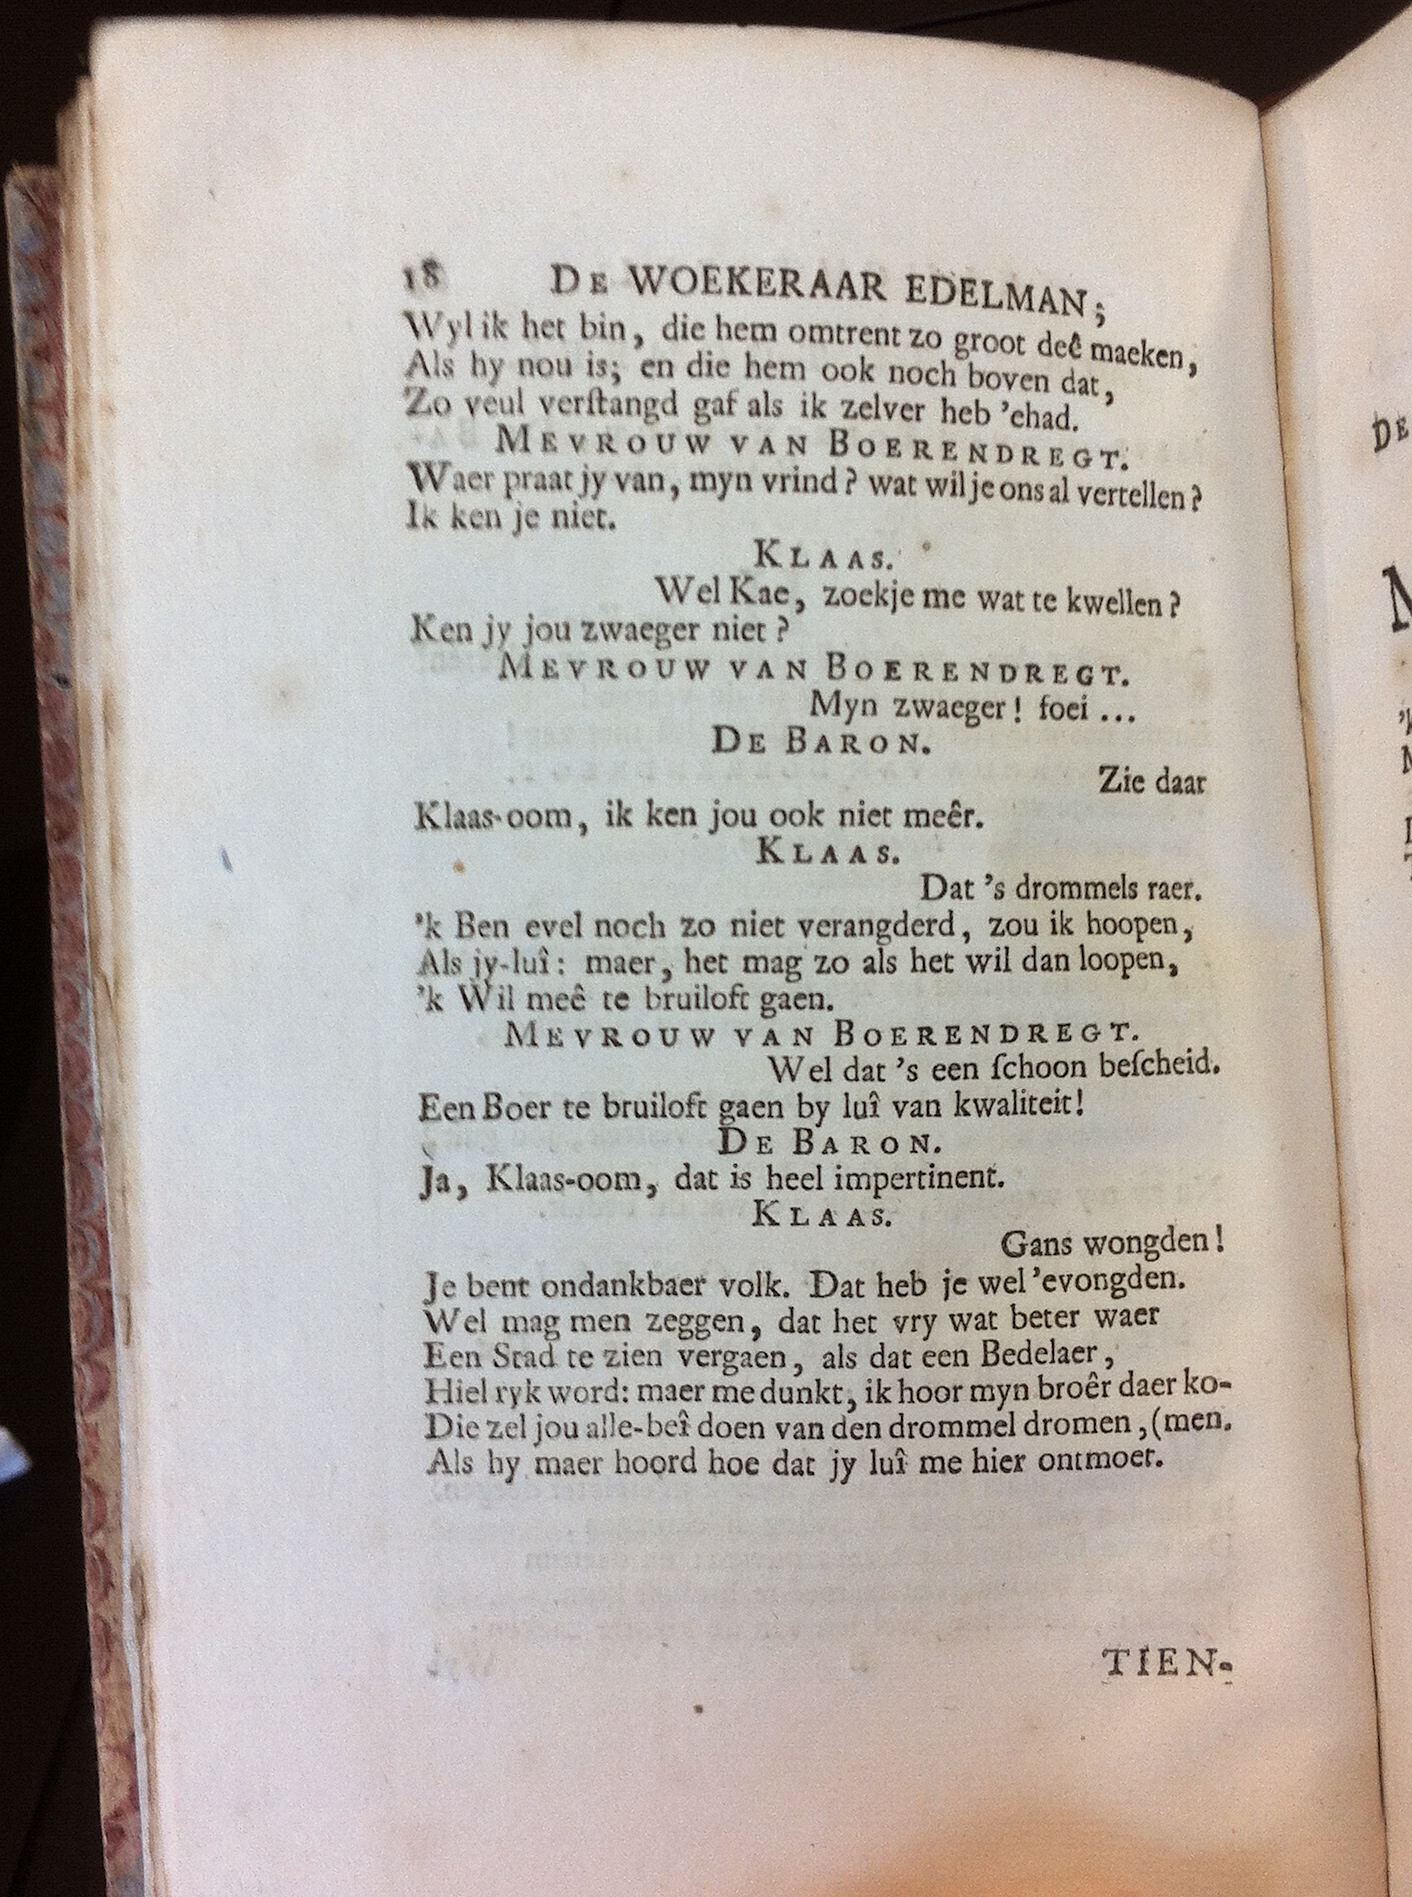 18 DE WOEKERAAR EDELMAN;
Wyl ik het bin, die hem omtrent zo groot deê maeken,
Als hy nou is; en die hem ook noch boven dat,
Zo veul verſtangd gaf als ik zelver heb 'ehad.
MEVROUW VAN BOERENDREGT.
Waer praat jy van, myn vrind? wat wil je ons al vertellen?
Ik ken je niet.
KLAAS.
Wel Kae, zoekje me wat te kwellen?
Ken jy jou zwaeger niet?
MEVROUW VAN BOERENDREGT.
Myn zwaeger! foei ...
DE BARON.
Zie daar
Klaas-oom, ik ken jou ook niet meêr.
KLAAS.
Dat 's drommels raer.
'k Ben evel noch zo niet verangderd, zou ik hoopen,
Als jy-luî: maer, het mag zo als het wil dan loopen,
'k Wil meê te bruiloft gaen.
MEVROUW VAN BOERENDREGT.
Wel dat 's een ſchoon beſcheid.
Een Boer te bruiloft gaen by luî van kwaliteit!
DE BARON.
Ja, Klaas-oom, dat is heel impertinent.
KLAAS.
Gans wongden!
Je bent ondankbaer volk. Dat heb je wel 'evongden.
Wel mag men zeggen, dat het vry wat beter waer
Een Stad te zien vergaen, als dat een Bedelaer,
Hiel ryk word: maer me dunkt, ik hoor myn broêr daer ko-
Die zel jou alle-beî doen van den drommel dromen, (men.
Als hy maer hoord hoe dat jy luî me hier ontmoet.
TIEN-
DE